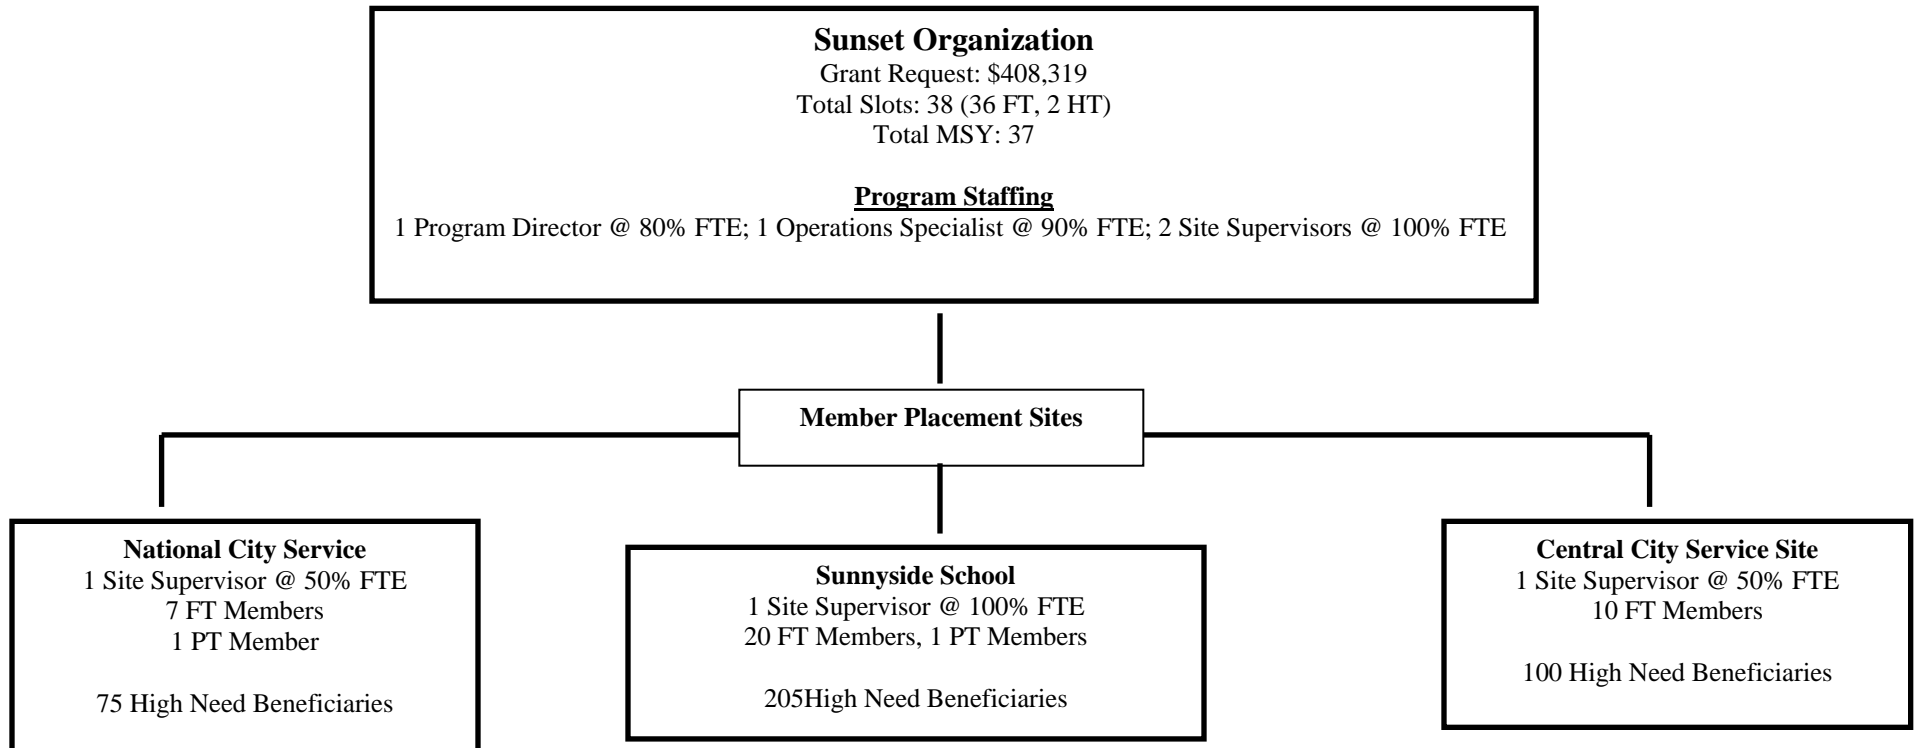 Sunset Organization
Grant Request: $408,319
Total Slots: 38 (36 FT, 2 HT)
Total MSY: 37
Program Staffing
1 Program Director @ 80% FTE; 1 Operations Specialist @ 90% FTE; 2 Site Supervisors @ 100% FTE
Member Placement Sites
National City Service
1 Site Supervisor @ 50% FTE
7 FT Members
1 PT Member
75 High Need Beneficiaries
Sunnyside School
1 Site Supervisor @ 100% FTE
20 FT Members, 1 PT Members
205High Need Beneficiaries
Central City Service Site
1 Site Supervisor @ 50% FTE
10 FT Members
100 High Need Beneficiaries